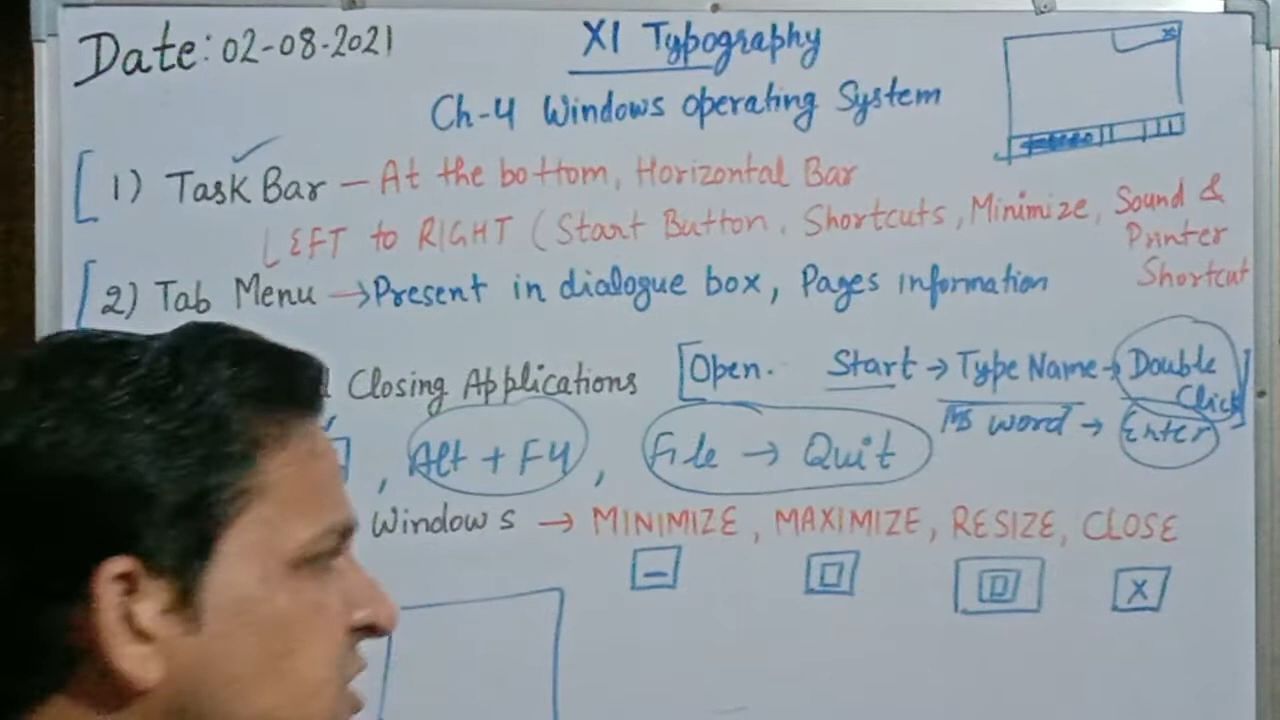 Date: 02-08-2021
XI Typography
Ch-4 Windows operating System
1) Task Bar — At the bottom, Horizontal Bar
LEFT to RIGHT (Start Button, Shortcuts, Minimize, Sound & Printer Shortcut
2) Tab Menu → Present in dialogue box, Pages information
Closing Applications [Open. Start → Type Name → Double Click]
MS Word → Enter
, Alt + F4, File → Quit
Windows → MINIMIZE, MAXIMIZE, RESIZE, CLOSE
X